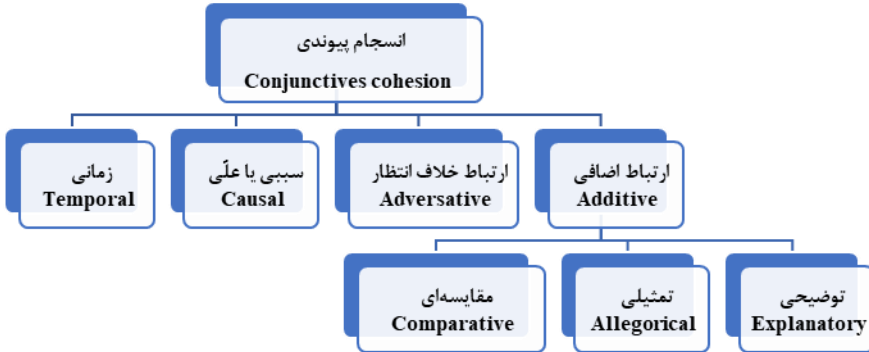 انسجام پیوندی
Conjunctives cohesion
ارتباط اضافی
Additive
ارتباط خلاف انتظار
Adversative
سببی یا علّی
Causal
زمانی
Temporal
توضیحی
Explanatory
تمثیلی
Allegorical
مقایسه‌ای
Comparative